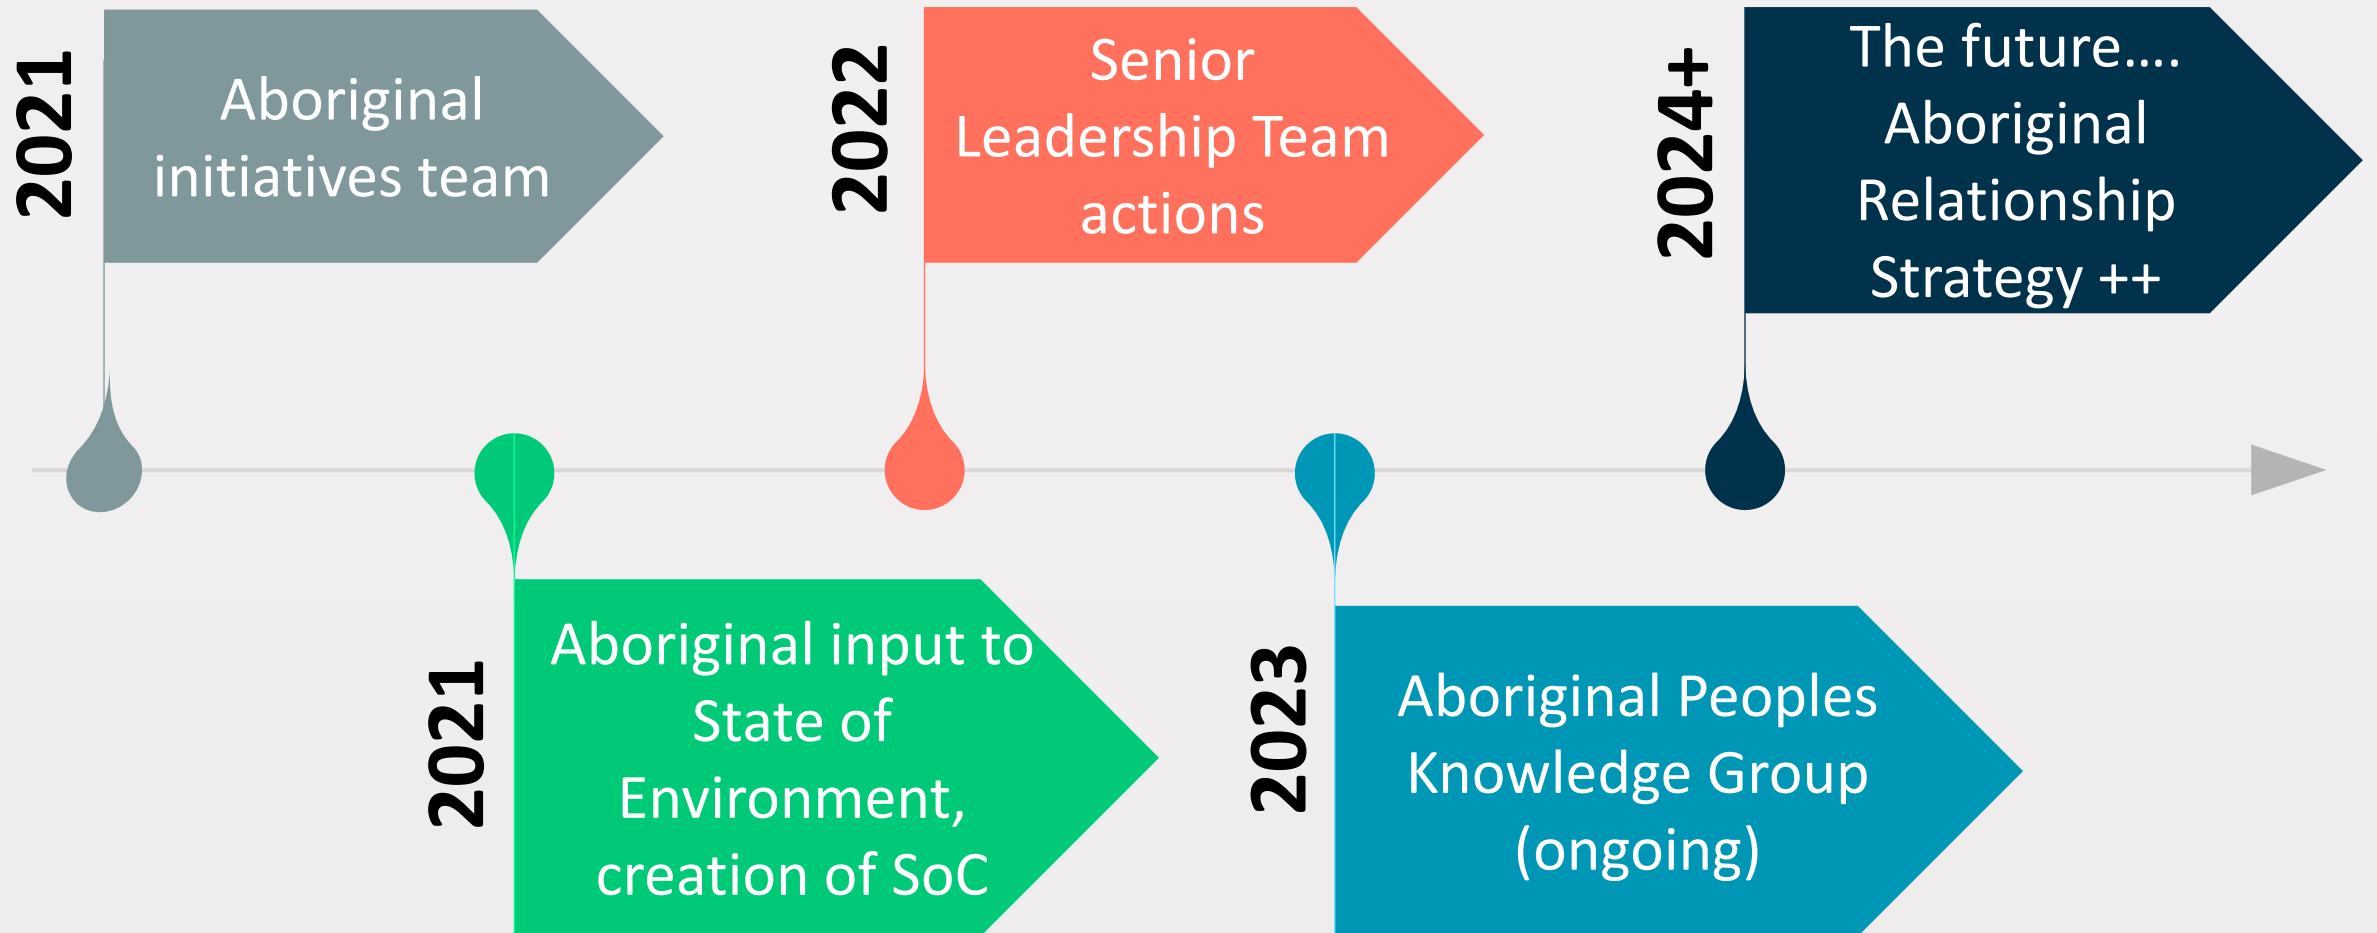 2021
Aboriginal
initiatives team
2021
Aboriginal input to
State of
Environment,
creation of SoC
2022
Senior
Leadership Team
actions
2023
Aboriginal Peoples
Knowledge Group
(ongoing)
2024+
The future....
Aboriginal
Relationship
Strategy ++